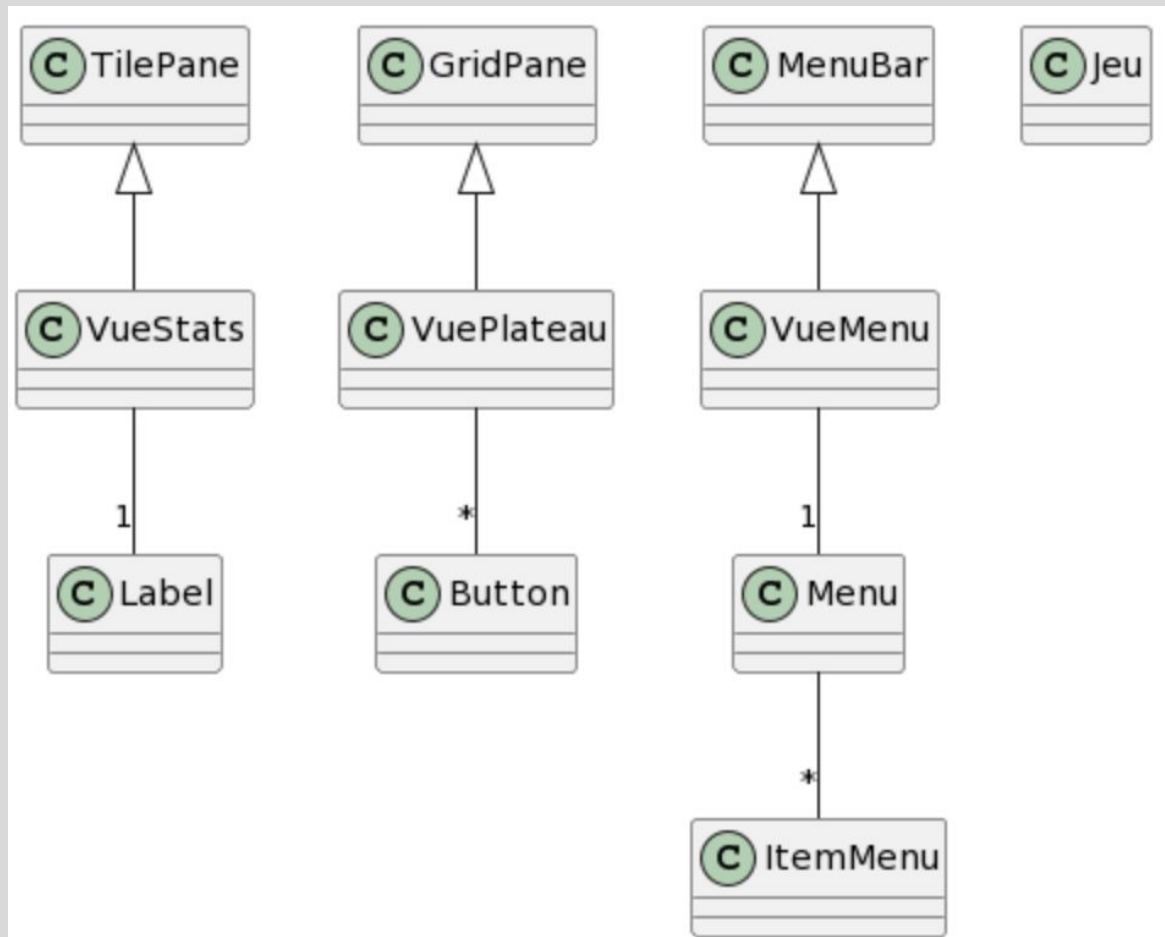 C TilePane
C GridPane
C MenuBar
C Jeu
C VueStats
C VuePlateau
C VueMenu
1
*
1
C Label
C Button
C Menu
*
C ItemMenu